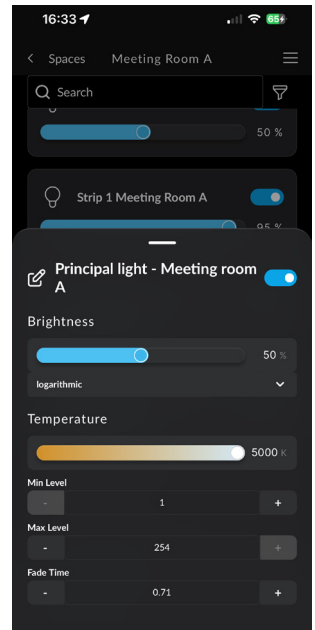 16:33
65
Spaces Meeting Room A
Search
50 %
Strip 1 Meeting Room A
95 %
Principal light - Meeting room
A
Brightness
50 %
logarithmic
Temperature
5000 K
Min Level
- 1 +
Max Level
- 254 +
Fade Time
- 0.71 +